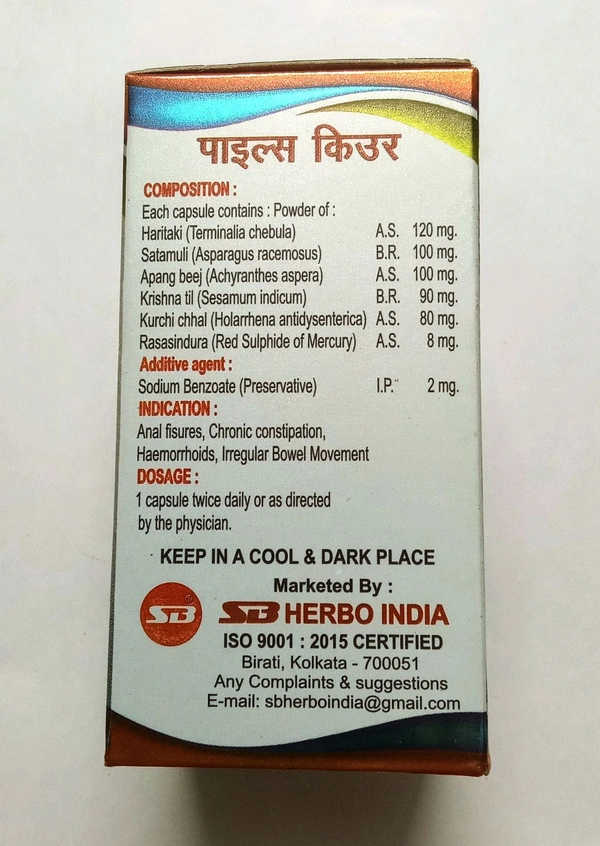 पाइल्स किउर
COMPOSITION :
Each capsule contains : Powder of :
Haritaki (Terminalia chebula) A.S. 120 mg.
Satamuli (Asparagus racemosus) B.R. 100 mg.
Apang beej (Achyranthes aspera) A.S. 100 mg.
Krishna til (Sesamum indicum) B.R. 90 mg.
Kurchi chhal (Holarrhena antidysenterica) A.S. 80 mg.
Rasasindura (Red Sulphide of Mercury) A.S. 8 mg.
Additive agent :
Sodium Benzoate (Preservative) I.P. 2 mg.
INDICATION :
Anal fisures, Chronic constipation,
Haemorrhoids, Irregular Bowel Movement
DOSAGE :
1 capsule twice daily or as directed
by the physician.
KEEP IN A COOL & DARK PLACE
Marketed By :
SB ®
SB HERBO INDIA
ISO 9001 : 2015 CERTIFIED
Birati, Kolkata - 700051
Any Complaints & suggestions
E-mail: sbherboindia@gmail.com